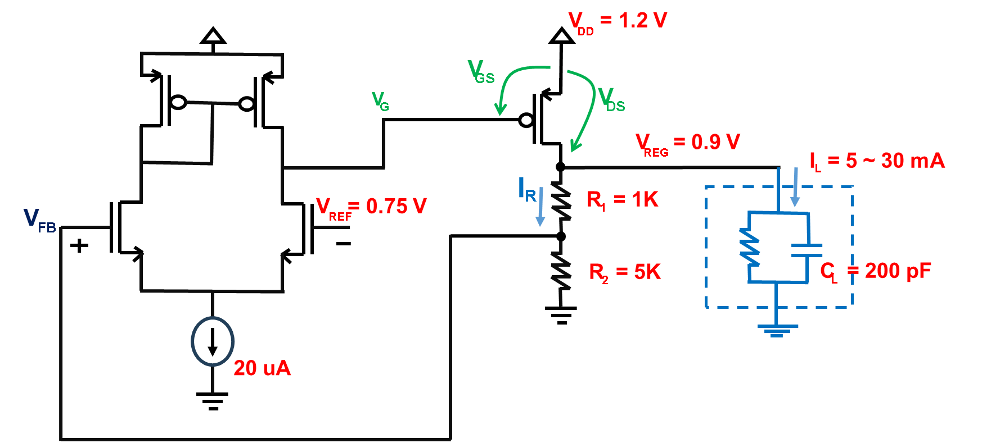 V_DD = 1.2 V
V_GS
V_DS
V_G
V_REG = 0.9 V
I_L = 5 ~ 30 mA
I_R
R_1 = 1K
V_REF = 0.75 V
V_FB
+
−
R_2 = 5K
C_L = 200 pF
20 uA